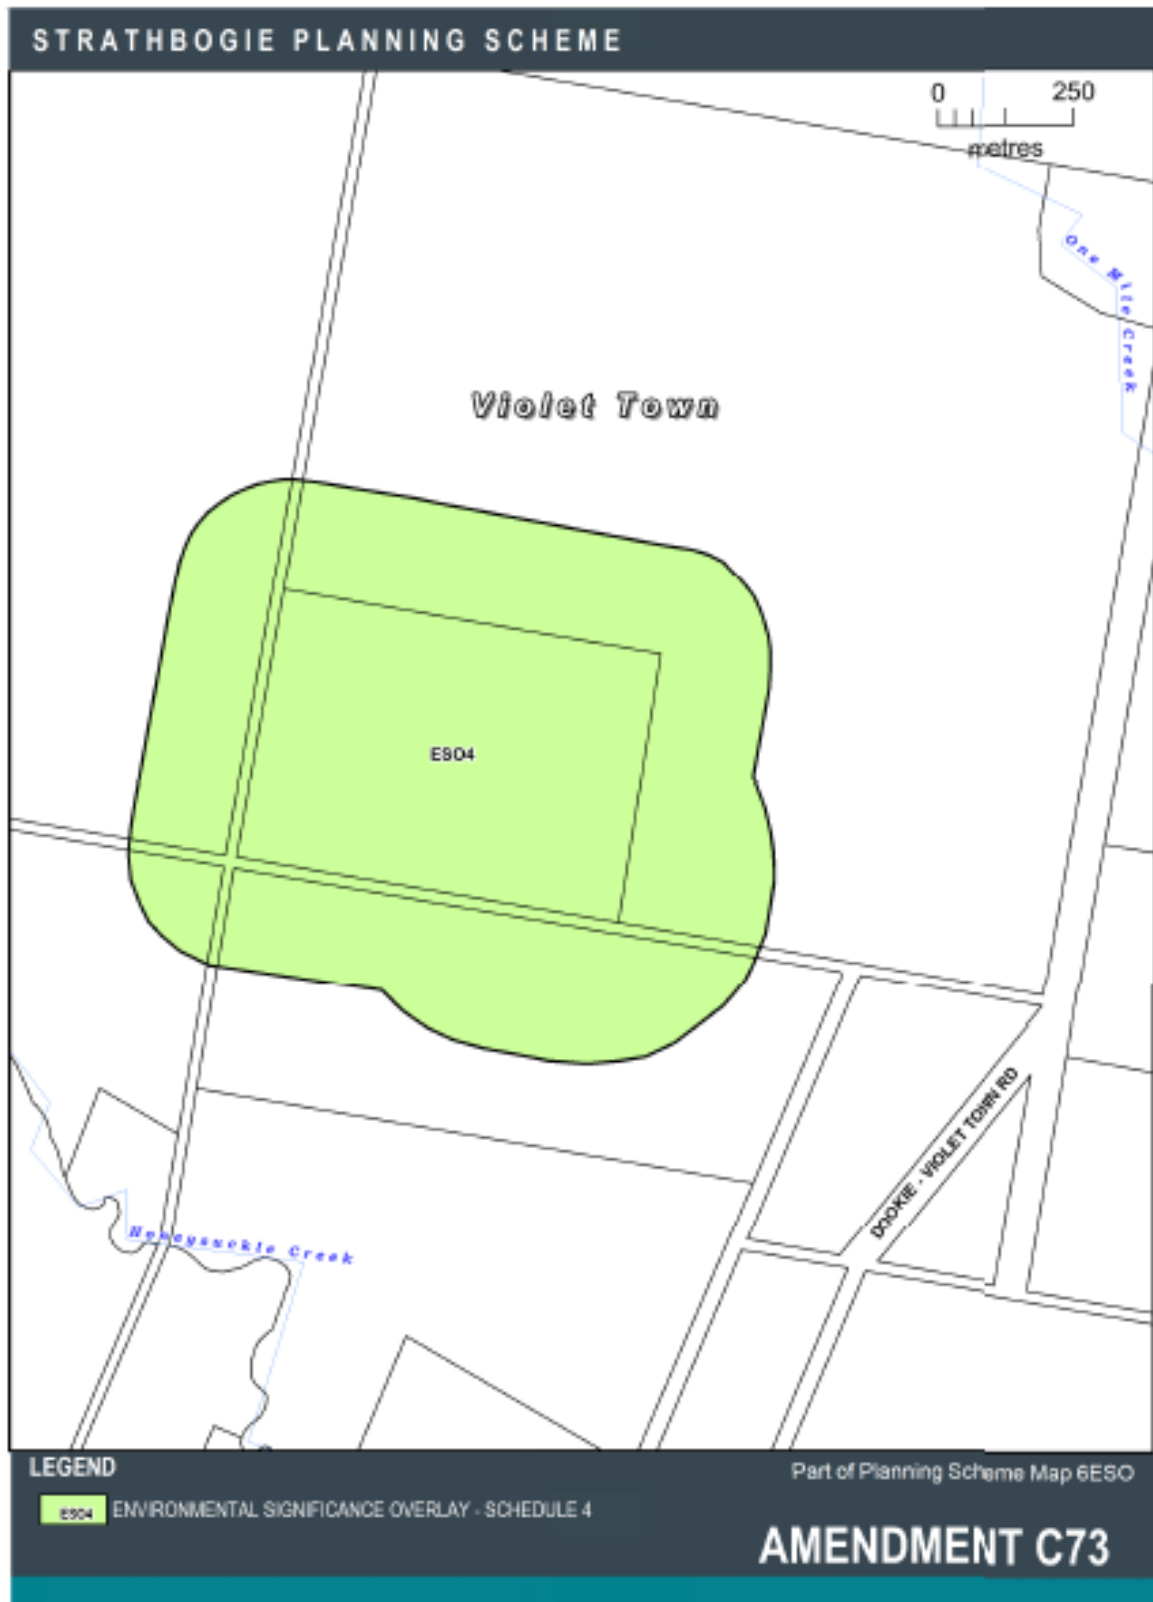 STRATHBOGIE PLANNING SCHEME
0 250
metres
One Mile Creek
Violet Town
ESO4
DOOKIE - VIOLET TOWN RD
Honeysuckle Creek
LEGEND
Part of Planning Scheme Map 6ESO
ESO4 ENVIRONMENTAL SIGNIFICANCE OVERLAY - SCHEDULE 4
AMENDMENT C73